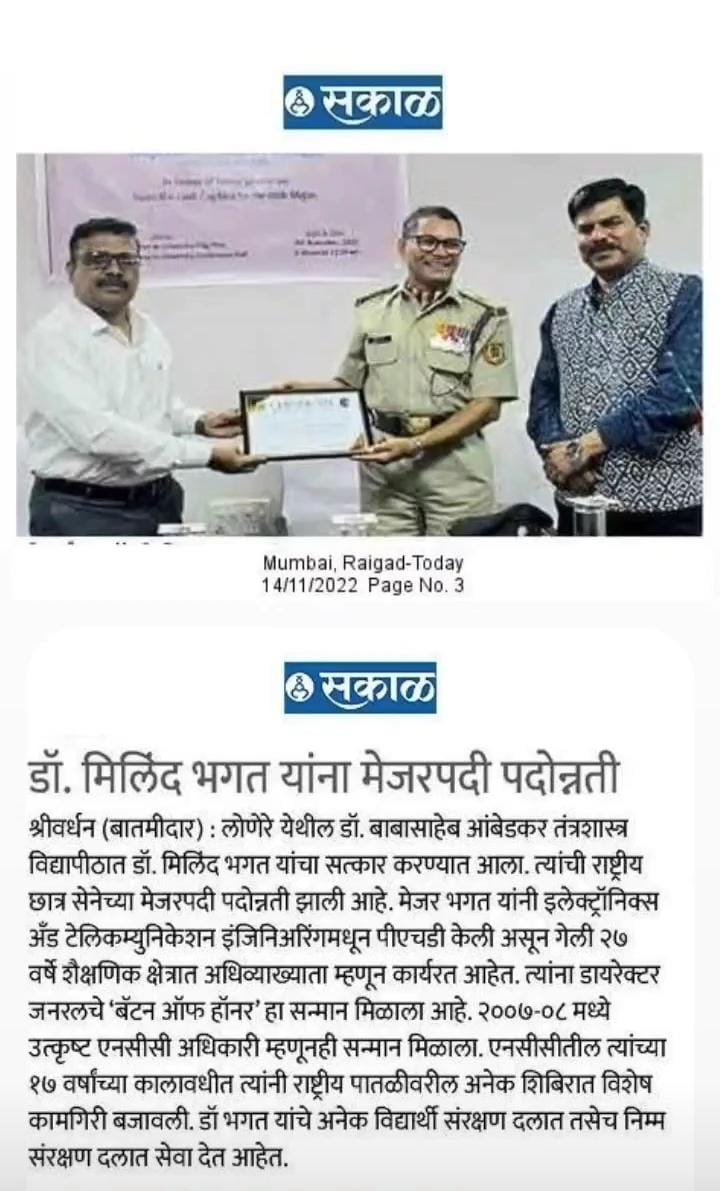 सकाळ
Mumbai, Raigad-Today
14/11/2022 Page No. 3
सकाळ
डॉ. मिलिंद भगत यांना मेजरपदी पदोन्नती
श्रीवर्धन (बातमीदार) : लोणेरे येथील डॉ. बाबासाहेब आंबेडकर तंत्रशास्त्र
विद्यापीठात डॉ. मिलिंद भगत यांचा सत्कार करण्यात आला. त्यांची राष्ट्रीय
छात्र सेनेच्या मेजरपदी पदोन्नती झाली आहे. मेजर भगत यांनी इलेक्ट्रॉनिक्स
अँड टेलिकम्युनिकेशन इंजिनिअरिंगमधून पीएचडी केली असून गेली २७
वर्षे शैक्षणिक क्षेत्रात अधिव्याख्याता म्हणून कार्यरत आहेत. त्यांना डायरेक्टर
जनरलचे ‘बॅटन ऑफ हॉनर’ हा सन्मान मिळाला आहे. २००७-०८ मध्ये
उत्कृष्ट एनसीसी अधिकारी म्हणूनही सन्मान मिळाला. एनसीसीतील त्यांच्या
१७ वर्षांच्या कालावधीत त्यांनी राष्ट्रीय पातळीवरील अनेक शिबिरात विशेष
कामगिरी बजावली. डॉ भगत यांचे अनेक विद्यार्थी संरक्षण दलात तसेच निम्म
संरक्षण दलात सेवा देत आहेत.